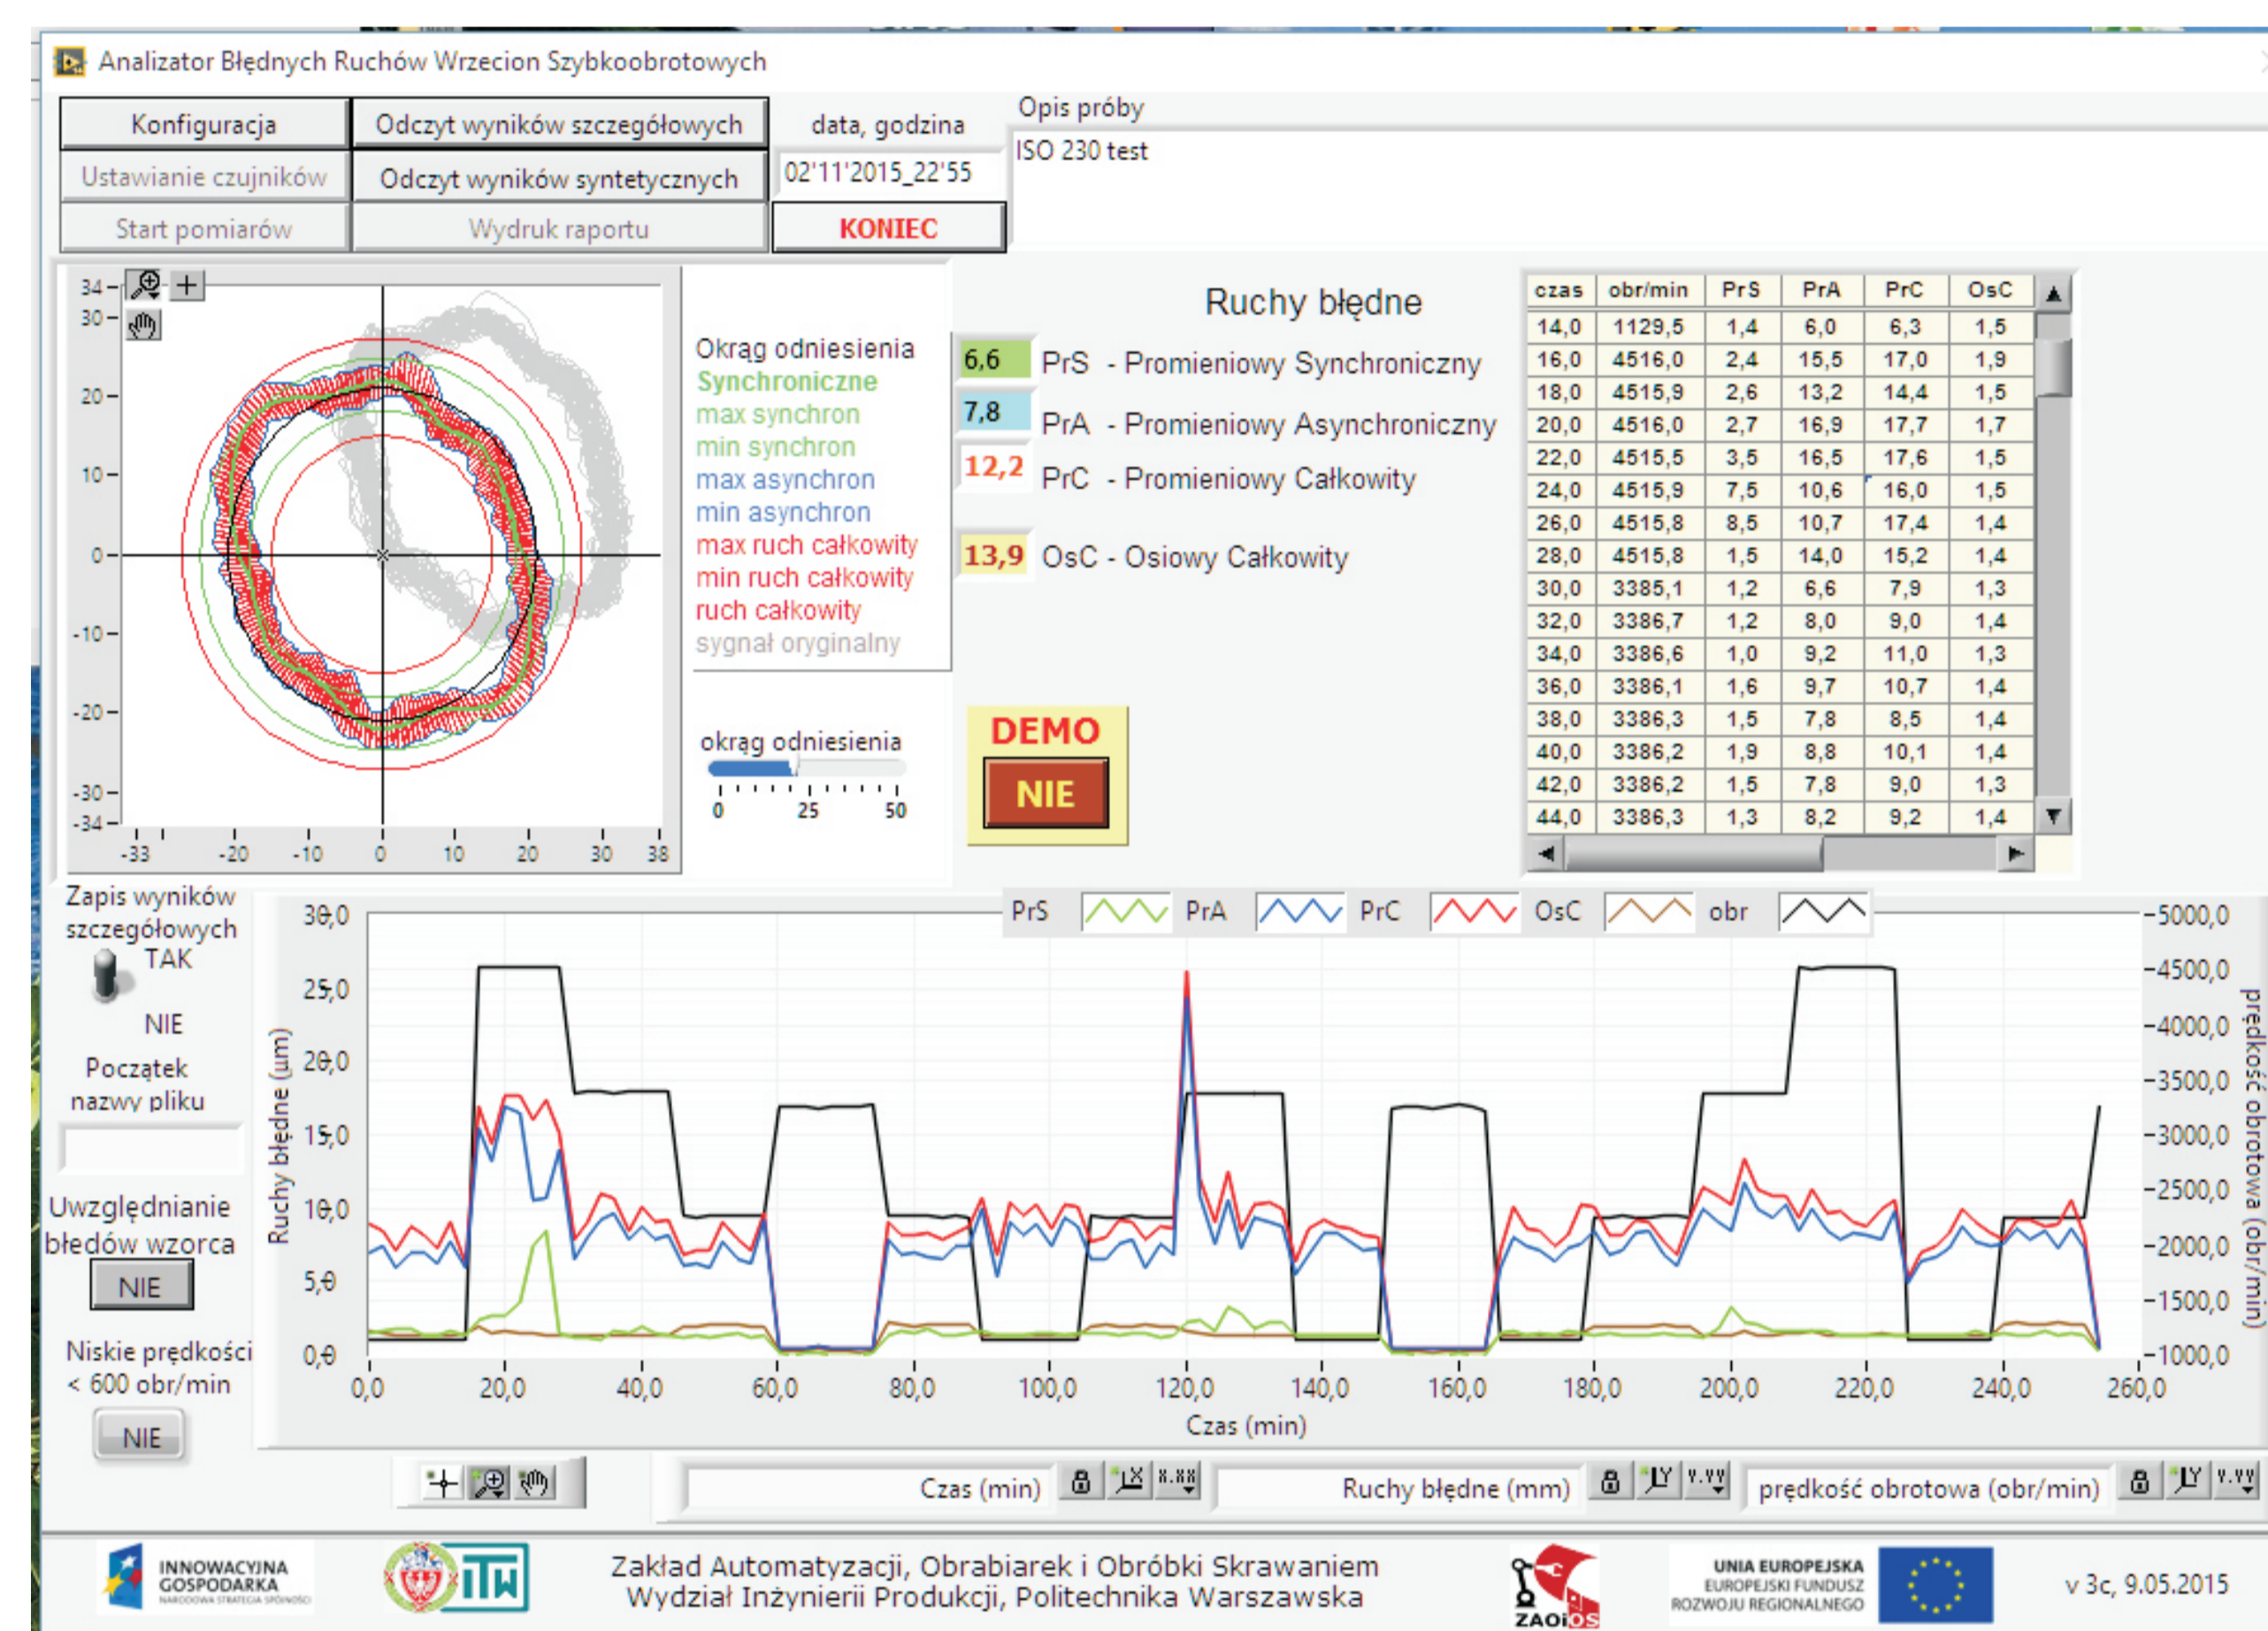 Analizator Błędnych Ruchów Wrzecion Szybkoobrotowych
Konfiguracja
Odczyt wyników szczegółowych
data, godzina
Opis próby
Ustawianie czujników
Odczyt wyników syntetycznych
02'11'2015_22'55
ISO 230 test
Start pomiarów
Wydruk raportu
KONIEC
34
30
20
10
0
-10
-20
-30
-34
-33 -20 -10 0 10 20 30 38
Okrąg odniesienia
Synchroniczne
max synchron
min synchron
max asynchron
min asynchron
max ruch całkowity
min ruch całkowity
ruch całkowity
sygnał oryginalny
okrąg odniesienia
0 25 50
Ruchy błędne
6,6 PrS - Promieniowy Synchroniczny
7,8 PrA - Promieniowy Asynchroniczny
12,2 PrC - Promieniowy Całkowity
13,9 OsC - Osiowy Całkowity
DEMO
NIE
czas obr/min PrS PrA PrC OsC
14,0 1129,5 1,4 6,0 6,3 1,5
16,0 4516,0 2,4 15,5 17,0 1,9
18,0 4515,9 2,6 13,2 14,4 1,5
20,0 4516,0 2,7 16,9 17,7 1,7
22,0 4515,5 3,5 16,5 17,6 1,5
24,0 4515,9 7,5 10,6 16,0 1,5
26,0 4515,8 8,5 10,7 17,4 1,4
28,0 4515,8 1,5 14,0 15,2 1,4
30,0 3385,1 1,2 6,6 7,9 1,3
32,0 3386,7 1,2 8,0 9,0 1,4
34,0 3386,6 1,0 9,2 11,0 1,3
36,0 3386,1 1,6 9,7 10,7 1,4
38,0 3386,3 1,5 7,8 8,5 1,4
40,0 3386,2 1,9 8,8 10,1 1,4
42,0 3386,2 1,5 7,8 9,0 1,3
44,0 3386,3 1,3 8,2 9,2 1,4
Zapis wyników
szczegółowych
TAK
NIE
Początek
nazwy pliku
Uwzględnianie
błedów wzorca
NIE
Niskie prędkości
< 600 obr/min
NIE
PrS PrA PrC OsC obr
Ruchy błędne (µm)
30,0
25,0
20,0
15,0
10,0
5,0
0,0
0,0 20,0 40,0 60,0 80,0 100,0 120,0 140,0 160,0 180,0 200,0 220,0 240,0 260,0
Czas (min)
5000,0
4500,0
4000,0
3500,0
3000,0
2500,0
2000,0
1500,0
1000,0
prędkość obrotowa (obr/min)
Czas (min)
X.XX
Ruchy błędne (mm)
Y.YY
prędkość obrotowa (obr/min)
Y.YY
INNOWACYJNA
GOSPODARKA
NARODOWA STRATEGIA SPÓJNOŚCI
iTW
Zakład Automatyzacji, Obrabiarek i Obróbki Skrawaniem
Wydział Inżynierii Produkcji, Politechnika Warszawska
ZAOiOS
UNIA EUROPEJSKA
EUROPEJSKI FUNDUSZ
ROZWOJU REGIONALNEGO
v 3c, 9.05.2015